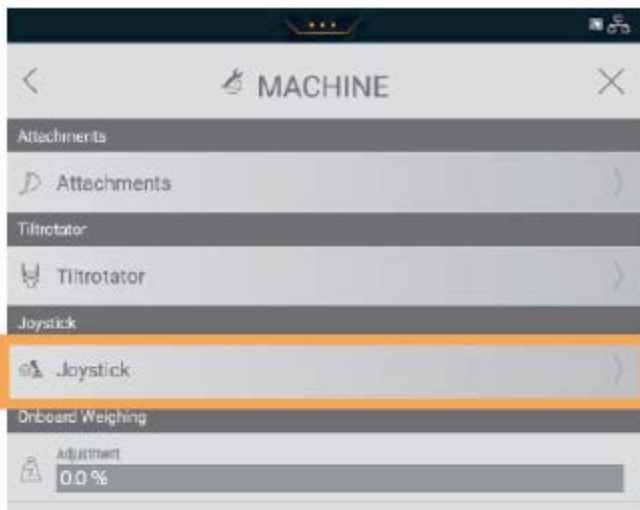 MACHINE
Attachments
Attachments
Tiltrotator
Tiltrotator
Joystick
Joystick
Onboard Weighing
Adjustment
0.0 %